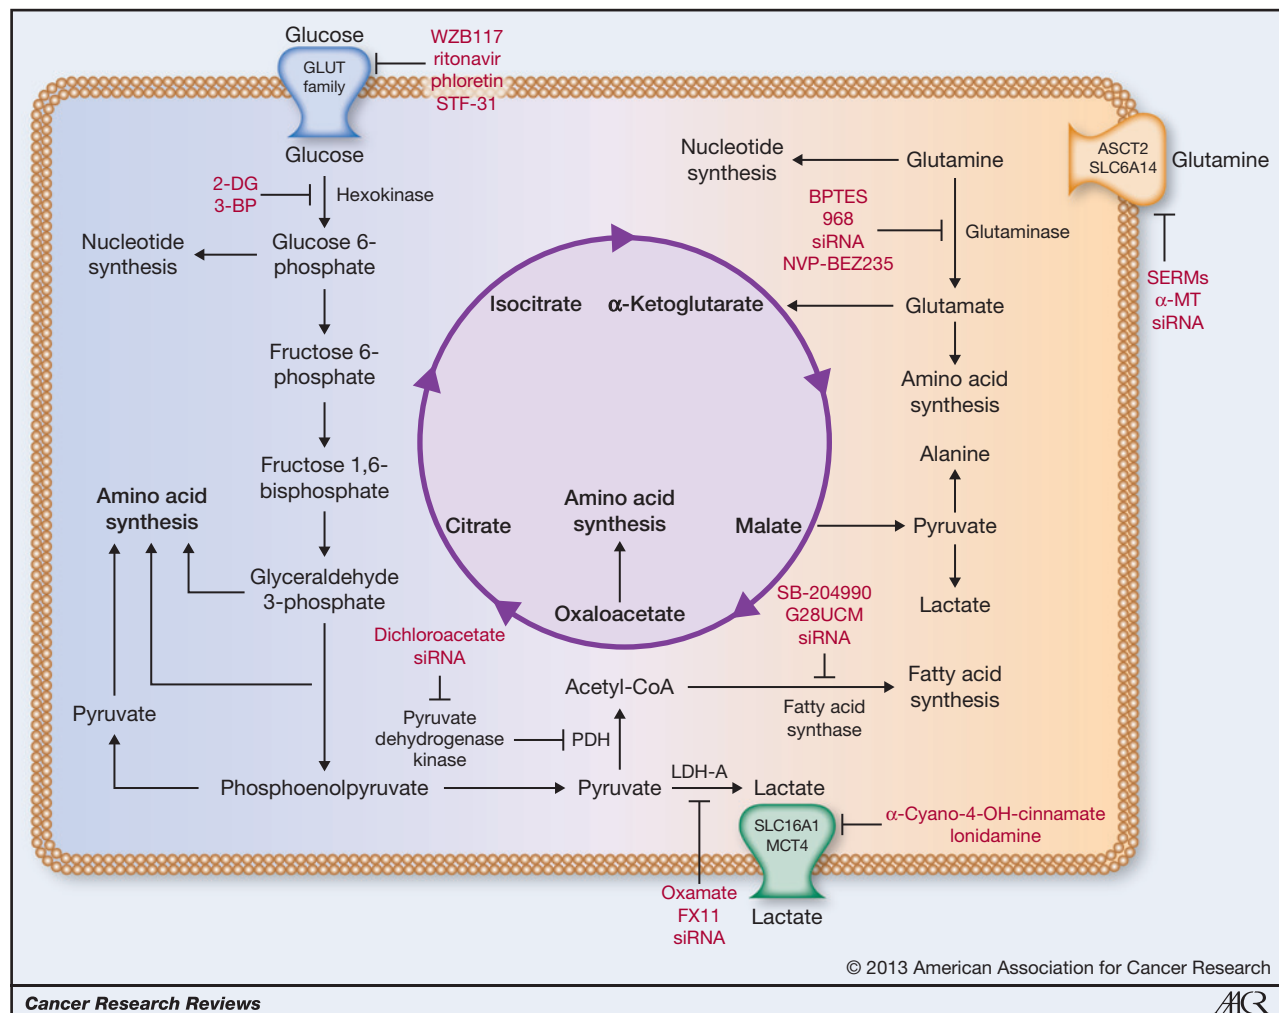 Glucose
GLUT
family
WZB117
ritonavir
phloretin
STF-31
Glucose
2-DG
3-BP
Hexokinase
Nucleotide
synthesis
Glucose 6-
phosphate
Fructose 6-
phosphate
Fructose 1,6-
bisphosphate
Amino acid
synthesis
Glyceraldehyde
3-phosphate
Pyruvate
Phosphoenolpyruvate
Isocitrate
α-Ketoglutarate
Citrate
Amino acid
synthesis
Malate
Oxaloacetate
Nucleotide
synthesis
Glutamine
ASCT2
SLC6A14
Glutamine
BPTES
968
siRNA
NVP-BEZ235
Glutaminase
SERMs
α-MT
siRNA
Glutamate
Amino acid
synthesis
Alanine
Pyruvate
Lactate
Dichloroacetate
siRNA
Pyruvate
dehydrogenase
kinase
PDH
Acetyl-CoA
SB-204990
G28UCM
siRNA
Fatty acid
synthase
Fatty acid
synthesis
Pyruvate
LDH-A
Lactate
SLC16A1
MCT4
α-Cyano-4-OH-cinnamate
lonidamine
Oxamate
FX11
siRNA
Lactate
© 2013 American Association for Cancer Research
Cancer Research Reviews
AACR